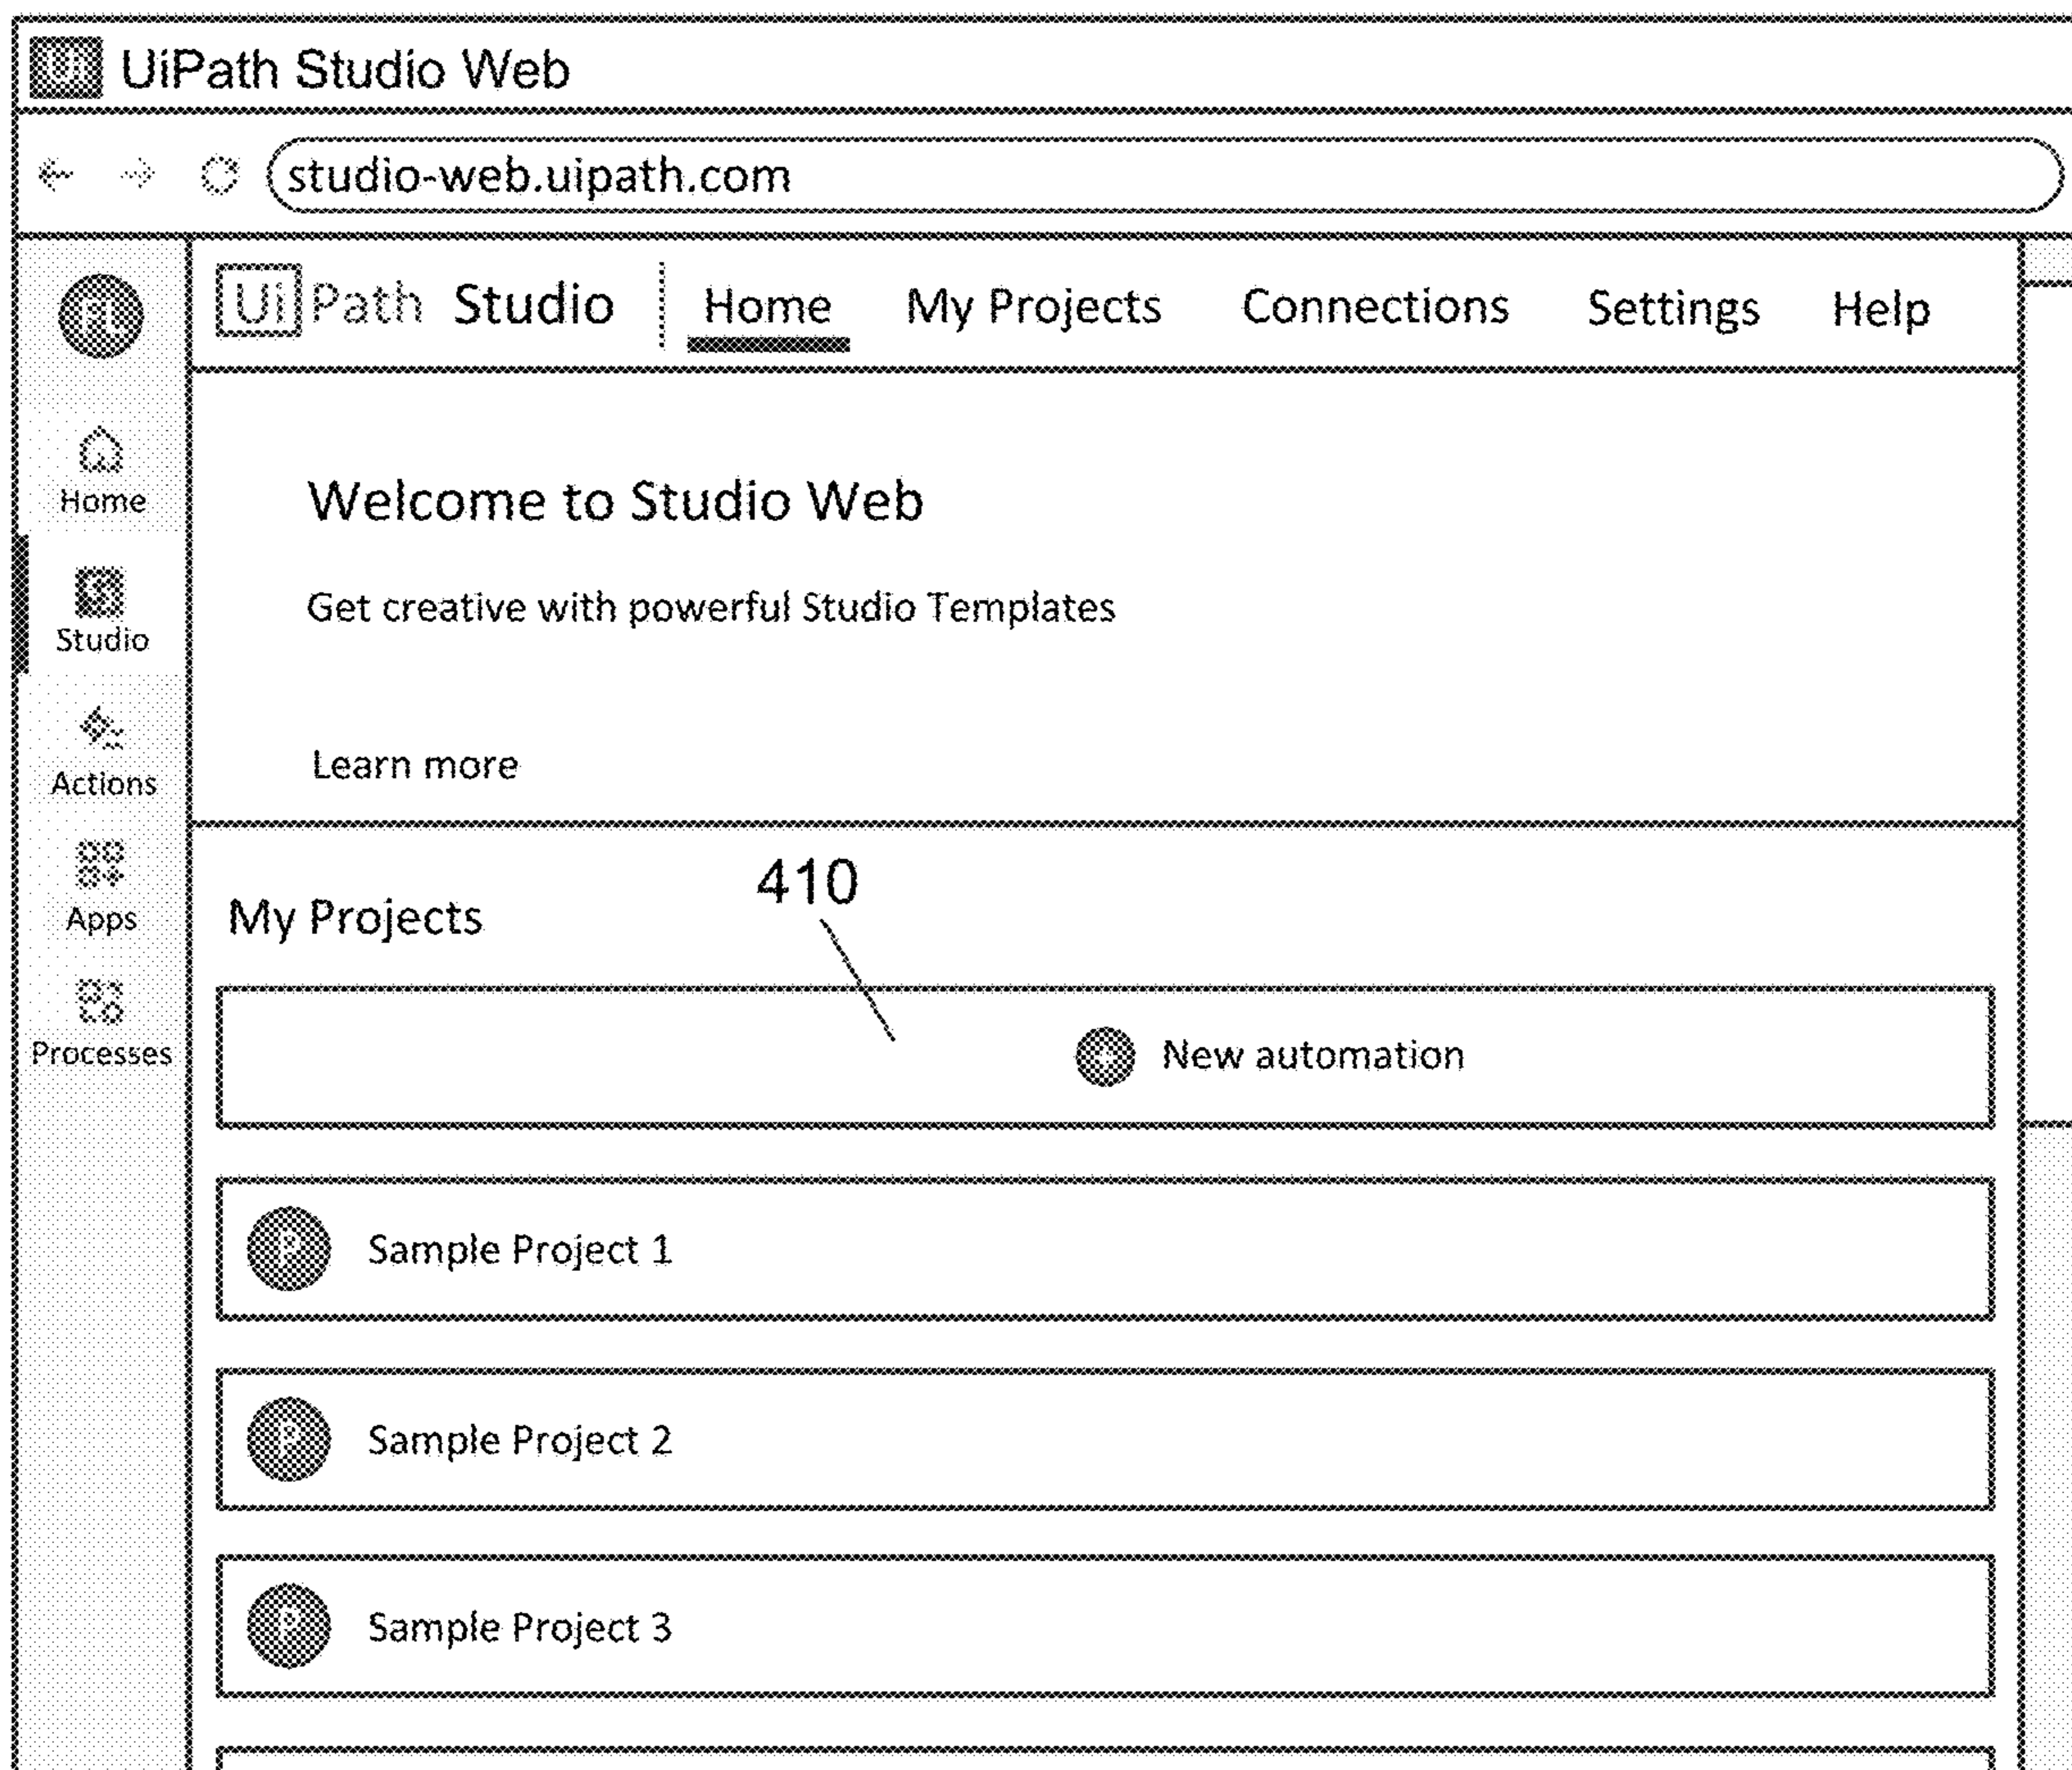 Ui UiPath Studio Web
studio-web.uipath.com
UiPath Studio Home My Projects Connections Settings Help
Home
Studio
Actions
Apps
Processes
Welcome to Studio Web
Get creative with powerful Studio Templates
Learn more
My Projects
410
New automation
P Sample Project 1
P Sample Project 2
P Sample Project 3